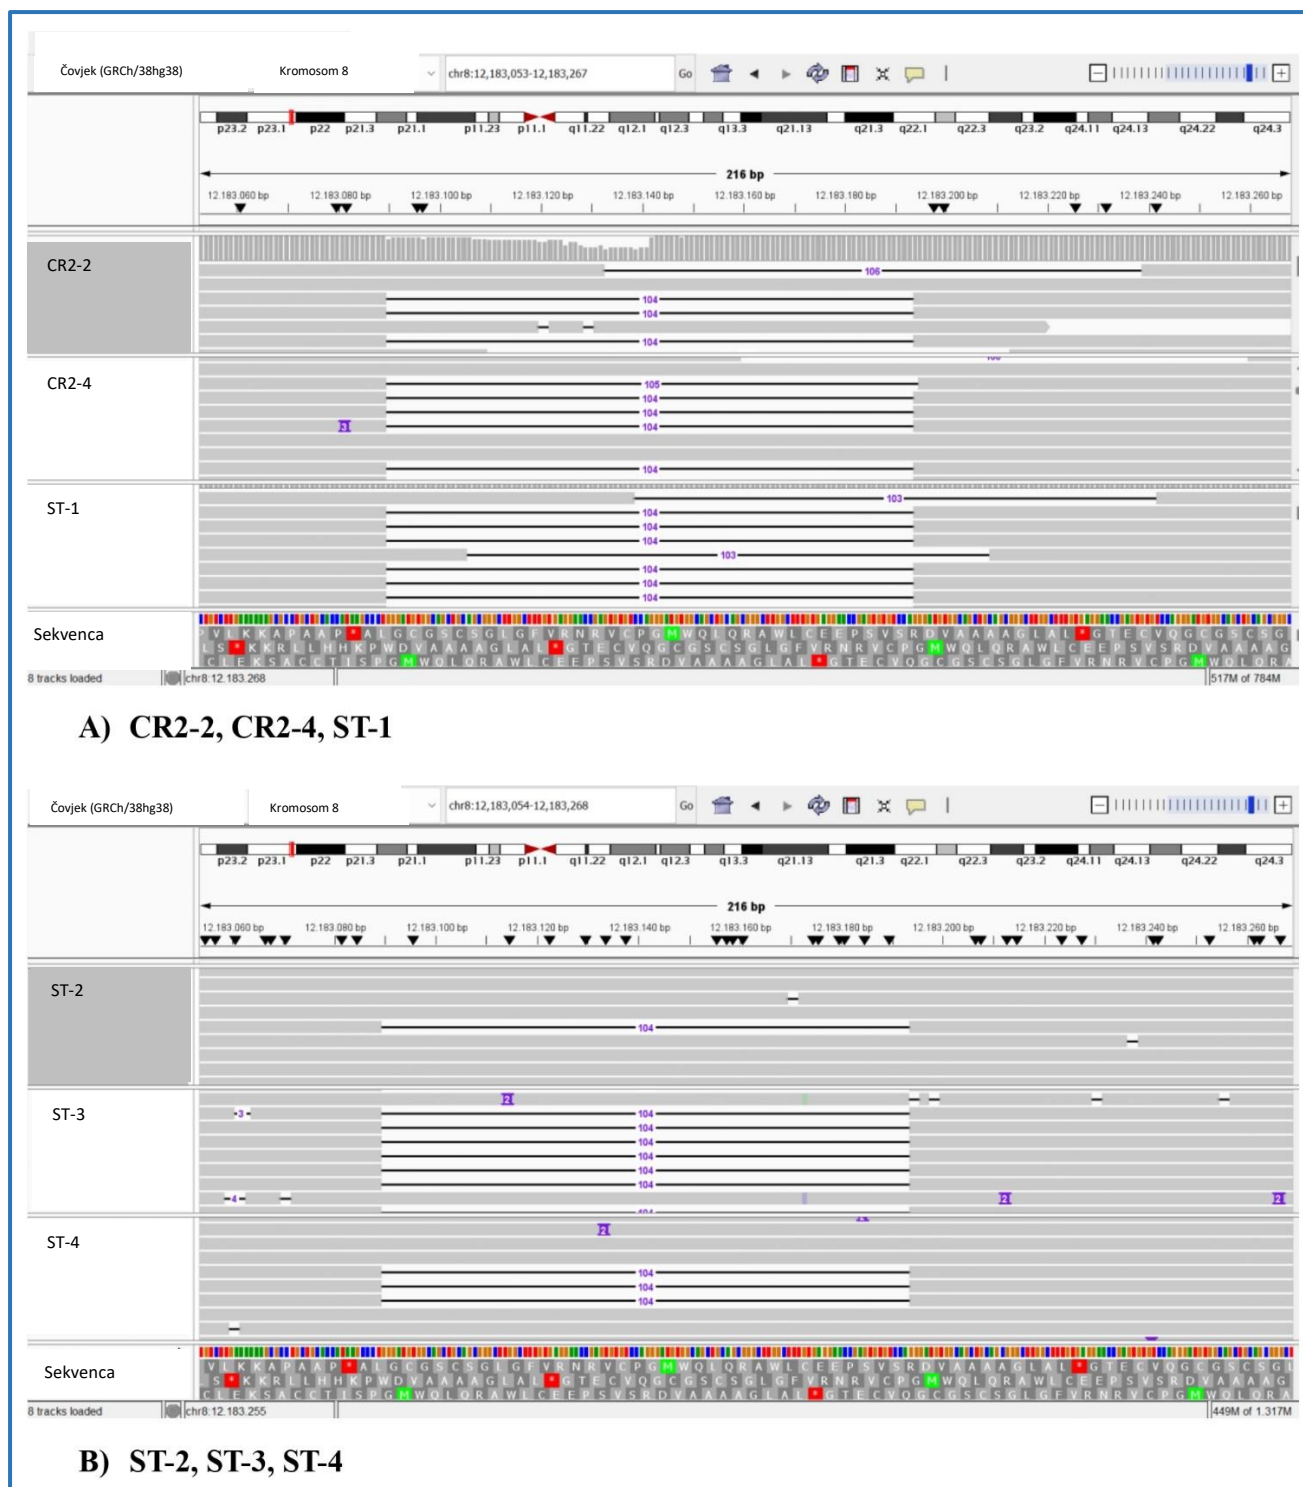 Čovjek (GRCh/38hg38) Kromosom 8 chr8:12,183,053-12,183,267 Go
p23.2 p23.1 p22 p21.3 p21.1 p11.23 p11.1 q11.22 q12.1 q12.3 q13.3 q21.13 q21.3 q22.1 q22.3 q23.2 q24.11 q24.13 q24.22 q24.3
216 bp
12.183.060 bp 12.183.080 bp 12.183.100 bp 12.183.120 bp 12.183.140 bp 12.183.160 bp 12.183.180 bp 12.183.200 bp 12.183.220 bp 12.183.240 bp 12.183.260 bp
CR2-2
106
104
104
104
CR2-4
105
104
104
3 104
104
ST-1
103
104
104
104
103
104
104
104
Sekvenca
P V L K K A P A A P * A L G C G S C S G L G F V R N R V C P G M W Q L Q R A W L C E E P S V S R D V A A A A G L A L * G T E C V Q G C G S C S G
L S * K K R L L H H K P W D V A A A A G L A L * G T E C V Q G C G S C S G L G F V R N R V C P G M W Q L Q R A W L C E E P S V S R D V A A A A G
C L E K S A C C T I S P G M W Q L Q R A W L C E E P S V S R D V A A A A G L A L * G T E C V Q G C G S C S G L G F V R N R V C P G M W Q L Q R A
8 tracks loaded chr8:12.183.268 517M of 784M
A) CR2-2, CR2-4, ST-1
Čovjek (GRCh/38hg38) Kromosom 8 chr8:12,183,054-12,183,268 Go
p23.2 p23.1 p22 p21.3 p21.1 p11.23 p11.1 q11.22 q12.1 q12.3 q13.3 q21.13 q21.3 q22.1 q22.3 q23.2 q24.11 q24.13 q24.22 q24.3
216 bp
12.183.060 bp 12.183.080 bp 12.183.100 bp 12.183.120 bp 12.183.140 bp 12.183.160 bp 12.183.180 bp 12.183.200 bp 12.183.220 bp 12.183.240 bp 12.183.260 bp
ST-2
104
ST-3
2
3 104
104
104
104
104
104
4 2 2
104
ST-4
2
104
104
104
Sekvenca
V L K K A P A A P * A L G C G S C S G L G F V R N R V C P G M W Q L Q R A W L C E E P S V S R D V A A A A G L A L * G T E C V Q G C G S C S G L
S * K K R L L H H K P W D V A A A A G L A L * G T E C V Q G C G S C S G L G F V R N R V C P G M W Q L Q R A W L C E E P S V S R D V A A A A G
C L E K S A C C T I S P G M W Q L Q R A W L C E E P S V S R D V A A A A G L A L * G T E C V Q G C G S C S G L G F V R N R V C P G M W Q L Q R A
8 tracks loaded chr8:12.183.255 449M of 1.317M
B) ST-2, ST-3, ST-4